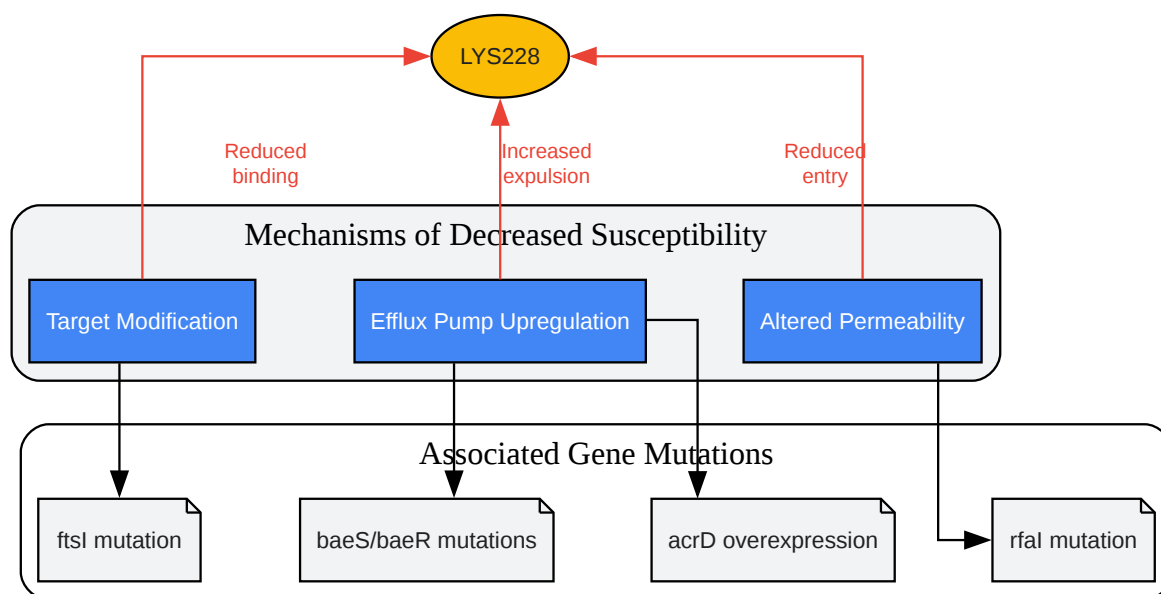 LYS228
Reduced
binding
Increased
expulsion
Reduced
entry
Mechanisms of Decreased Susceptibility
Target Modification
Efflux Pump Upregulation
Altered Permeability
Associated Gene Mutations
ftsI mutation
baeS/baeR mutations
acrD overexpression
rfaI mutation